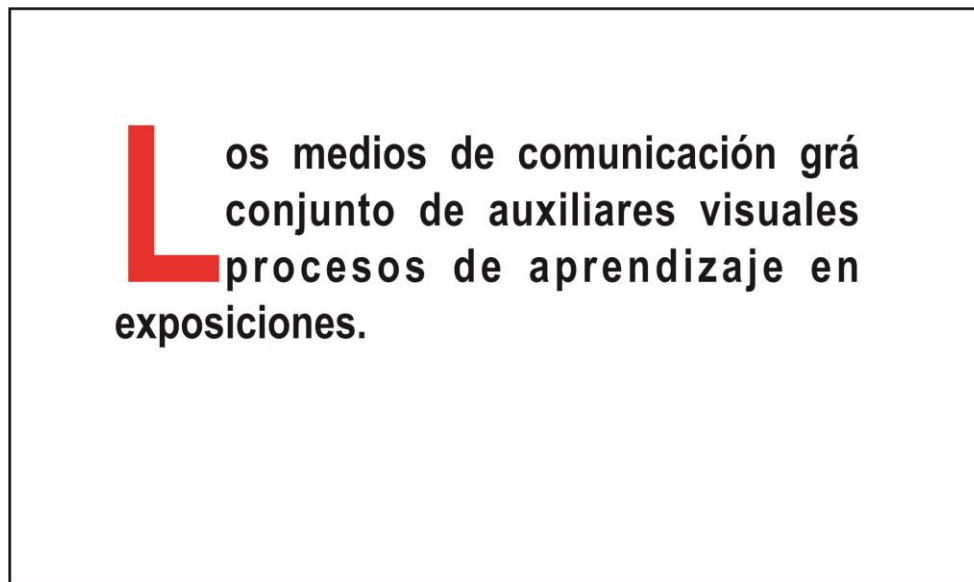 Los medios de comunicación grá
conjunto de auxiliares visuales
procesos de aprendizaje en
exposiciones.